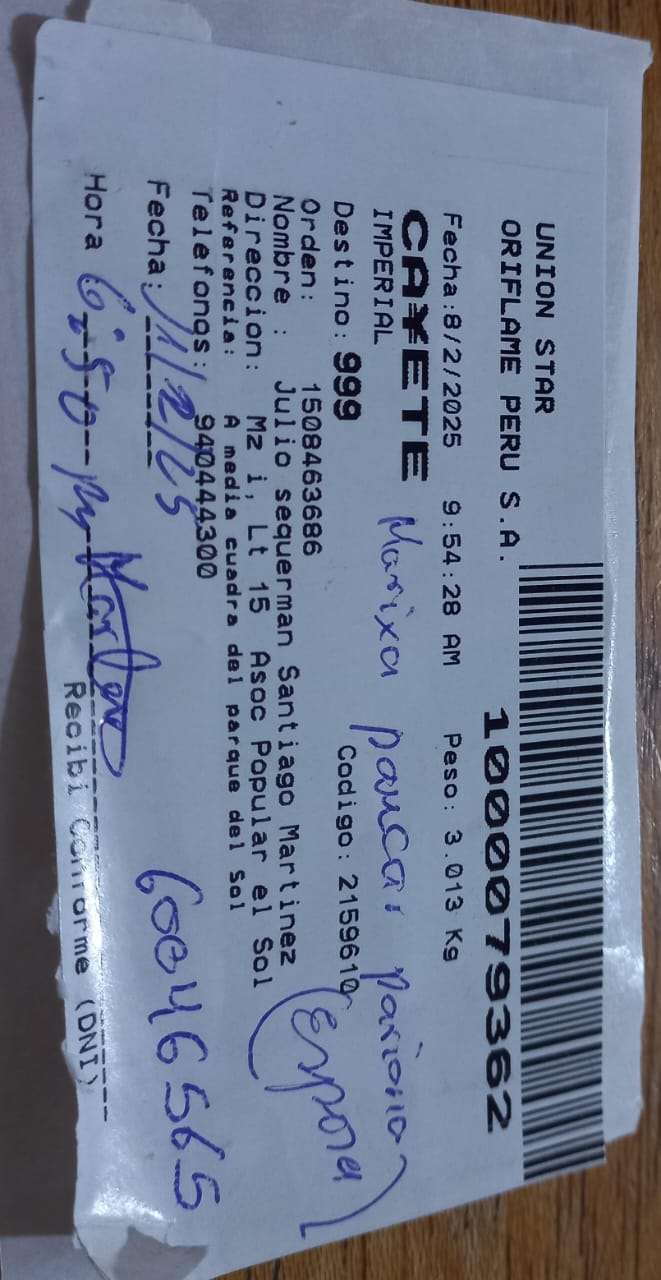 UNION STAR
ORIFLAME PERU S.A.
1000079362
Fecha:8/2/2025 9:54:28 AM Peso: 3.013 Kg
CA¥ETE
IMPERIAL
Marixa paucar pariona
(Esposa)
Destino: 999 Codigo: 2159610
Orden: 1508463686
Nombre : Julio sequerman Santiago Martinez
Direccion: Mz i, Lt 15 Asoc Popular el Sol
Referencia: A media cuadra del parque del Sol
Telefonos: 940444300
Fecha: 11/2/25
60046565
Hora 6:50 pm
Recibi Conforme (DNI)